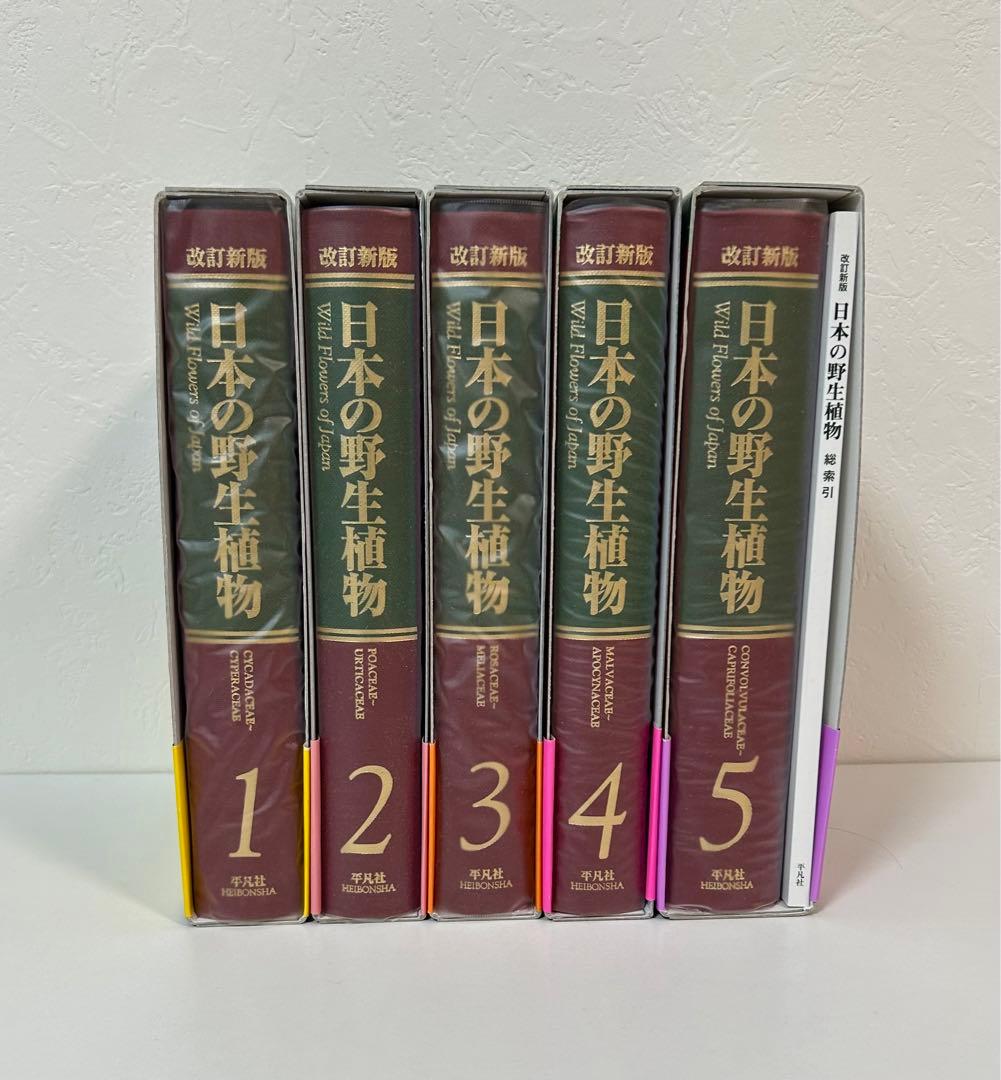 改訂新版
日本の野生植物
Wild Flowers of Japan
CYCADACEAE~
CYPERACEAE
1
平凡社
HEIBONSHA
改訂新版
日本の野生植物
Wild Flowers of Japan
POACEAE~
URTICACEAE
2
平凡社
HEIBONSHA
改訂新版
日本の野生植物
Wild Flowers of Japan
ROSACEAE~
MELIACEAE
3
平凡社
HEIBONSHA
改訂新版
日本の野生植物
Wild Flowers of Japan
MALVACEAE~
APOCYNACEAE
4
平凡社
HEIBONSHA
改訂新版
日本の野生植物
Wild Flowers of Japan
CONVOLVULACEAE~
CAPRIFOLIACEAE
5
平凡社
HEIBONSHA
改訂新版 日本の野生植物 総索引
平凡社